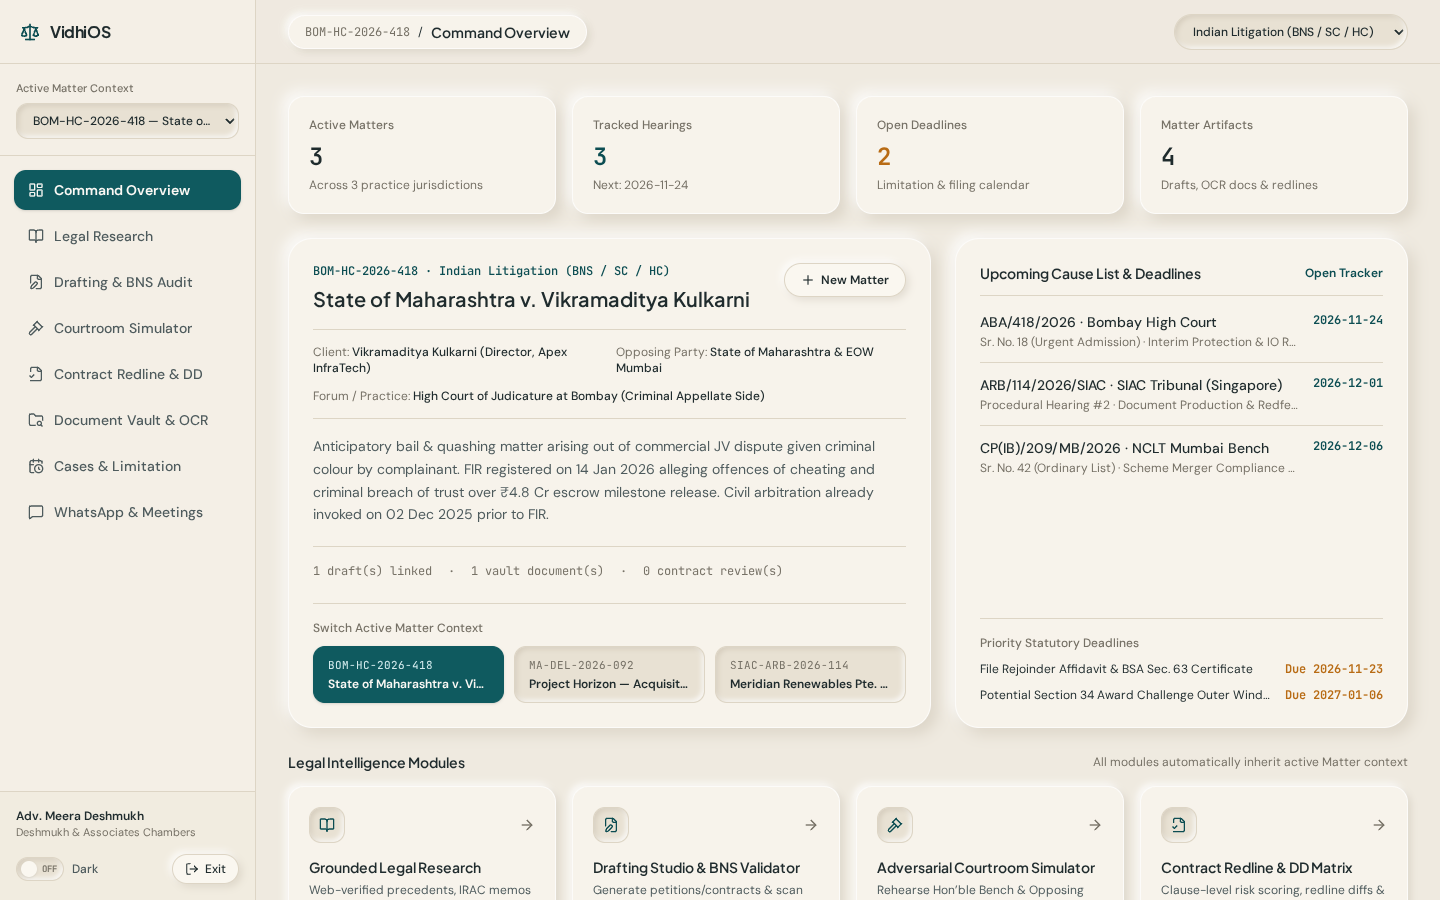 VidhiOS
BOM-HC-2026-418 / Command Overview
Indian Litigation (BNS / SC / HC)
Active Matter Context
BOM-HC-2026-418 — State o...
Command Overview
Legal Research
Drafting & BNS Audit
Courtroom Simulator
Contract Redline & DD
Document Vault & OCR
Cases & Limitation
WhatsApp & Meetings
Adv. Meera Deshmukh
Deshmukh & Associates Chambers
OFF Dark
Exit
Active Matters
3
Across 3 practice jurisdictions
Tracked Hearings
3
Next: 2026-11-24
Open Deadlines
2
Limitation & filing calendar
Matter Artifacts
4
Drafts, OCR docs & redlines
BOM-HC-2026-418 · Indian Litigation (BNS / SC / HC)
State of Maharashtra v. Vikramaditya Kulkarni
New Matter
Client: Vikramaditya Kulkarni (Director, Apex
InfraTech)
Opposing Party: State of Maharashtra & EOW
Mumbai
Forum / Practice: High Court of Judicature at Bombay (Criminal Appellate Side)
Anticipatory bail & quashing matter arising out of commercial JV dispute given criminal
colour by complainant. FIR registered on 14 Jan 2026 alleging offences of cheating and
criminal breach of trust over ₹4.8 Cr escrow milestone release. Civil arbitration already
invoked on 02 Dec 2025 prior to FIR.
1 draft(s) linked · 1 vault document(s) · 0 contract review(s)
Switch Active Matter Context
BOM-HC-2026-418
State of Maharashtra v. Vi...
MA-DEL-2026-092
Project Horizon — Acquisit...
SIAC-ARB-2026-114
Meridian Renewables Pte. ...
Upcoming Cause List & Deadlines
Open Tracker
ABA/418/2026 · Bombay High Court
2026-11-24
Sr. No. 18 (Urgent Admission) · Interim Protection & IO R...
ARB/114/2026/SIAC · SIAC Tribunal (Singapore)
2026-12-01
Procedural Hearing #2 · Document Production & Redfe...
CP(IB)/209/MB/2026 · NCLT Mumbai Bench
2026-12-06
Sr. No. 42 (Ordinary List) · Scheme Merger Compliance ...
Priority Statutory Deadlines
File Rejoinder Affidavit & BSA Sec. 63 Certificate
Due 2026-11-23
Potential Section 34 Award Challenge Outer Wind...
Due 2027-01-06
Legal Intelligence Modules
All modules automatically inherit active Matter context
Grounded Legal Research
Web-verified precedents, IRAC memos
Drafting Studio & BNS Validator
Generate petitions/contracts & scan
Adversarial Courtroom Simulator
Rehearse Hon'ble Bench & Opposing
Contract Redline & DD Matrix
Clause-level risk scoring, redline diffs &